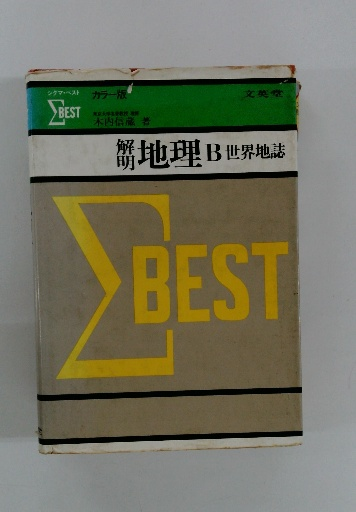 シグマ・ベスト
ΣBEST
カラー版
文英堂
木内信蔵 著
解明 地理B 世界地誌
ΣBEST